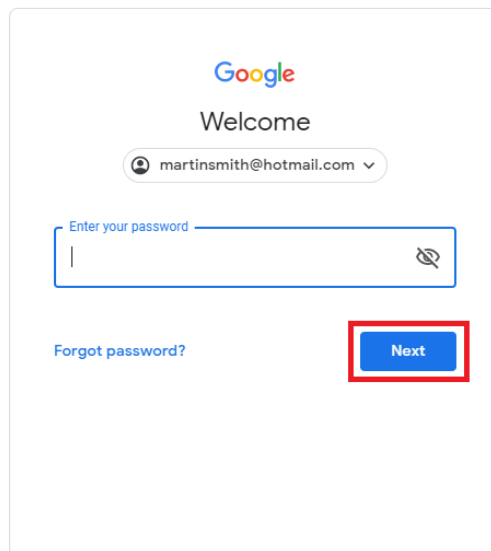 Google
Welcome
martinsmith@hotmail.com
Enter your password
Forgot password?
Next